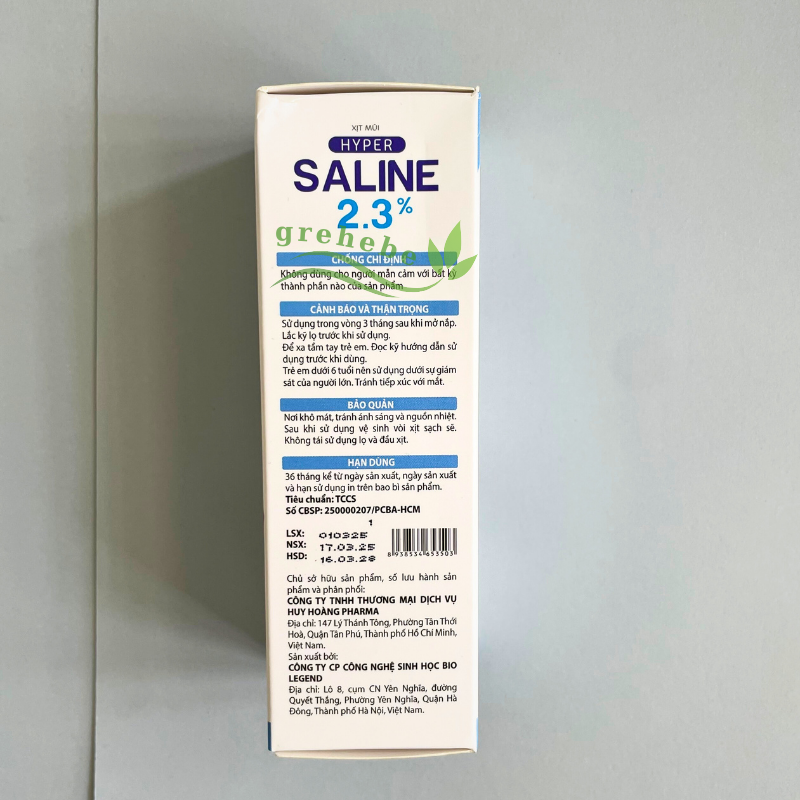 XỊT MŨI
HYPER
SALINE
2.3%
grehebe
CHỐNG CHỈ ĐỊNH
Không dùng cho người mẫn cảm với bất kỳ
thành phần nào của sản phẩm
CẢNH BÁO VÀ THẬN TRỌNG
Sử dụng trong vòng 3 tháng sau khi mở nắp.
Lắc kỹ lọ trước khi sử dụng.
Để xa tầm tay trẻ em. Đọc kỹ hướng dẫn sử
dụng trước khi dùng.
Trẻ em dưới 6 tuổi nên sử dụng dưới sự giám
sát của người lớn. Tránh tiếp xúc với mắt.
BẢO QUẢN
Nơi khô mát, tránh ánh sáng và nguồn nhiệt.
Sau khi sử dụng vệ sinh vòi xịt sạch sẽ.
Không tái sử dụng lọ và đầu xịt.
HẠN DÙNG
36 tháng kể từ ngày sản xuất, ngày sản xuất
và hạn sử dụng in trên bao bì sản phẩm.
Tiêu chuẩn: TCCS
Số CBSP: 250000207/PCBA-HCM
1
LSX: 010325
NSX: 17.03.25
HSD: 16.03.28
8 938534 653503
Chủ sở hữu sản phẩm, số lưu hành sản
phẩm và phân phối:
CÔNG TY TNHH THƯƠNG MẠI DỊCH VỤ
HUY HOÀNG PHARMA
Địa chỉ: 147 Lý Thánh Tông, Phường Tân Thới
Hoà, Quận Tân Phú, Thành phố Hồ Chí Minh,
Việt Nam.
Sản xuất bởi:
CÔNG TY CP CÔNG NGHỆ SINH HỌC BIO
LEGEND
Địa chỉ: Lô 8, cụm CN Yên Nghĩa, đường
Quyết Thắng, Phường Yên Nghĩa, Quận Hà
Đông, Thành phố Hà Nội, Việt Nam.